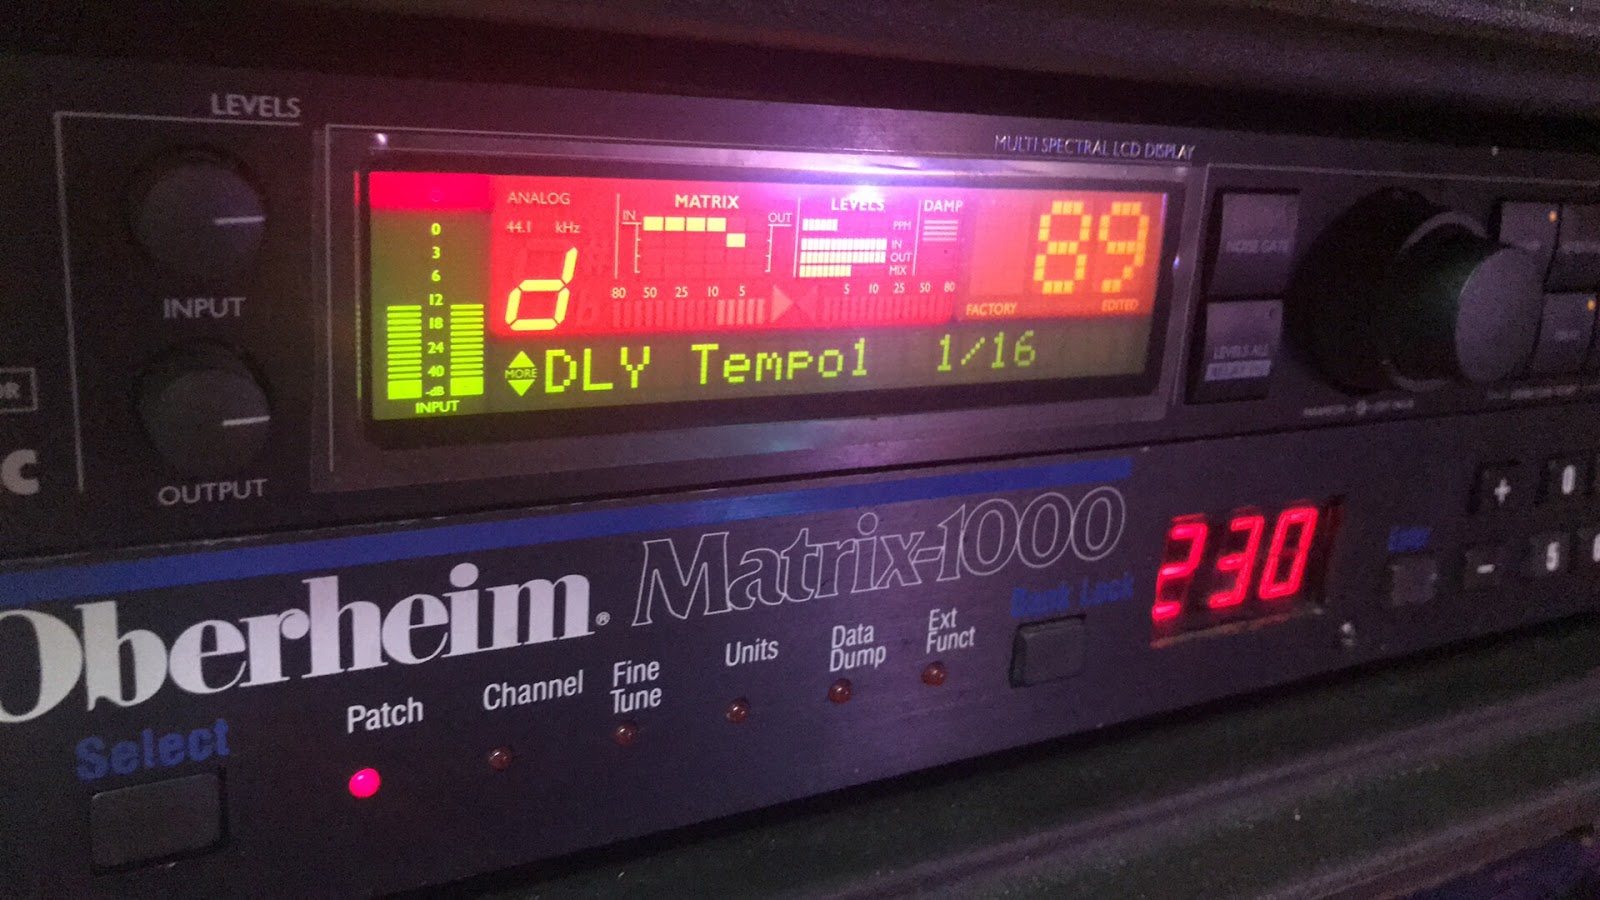 LEVELS
INPUT
OUTPUT
MULTI SPECTRAL LCD DISPLAY
ANALOG
44.1 kHz
MATRIX
IN
OUT
LEVELS
PPM
IN
OUT
MIX
DAMP
89
FACTORY
EDITED
0
3
6
12
18
24
40
-dB
INPUT
d
80 50 25 10 5
5 10 25 50 80
MORE
DLY Tempo1 1/16
NOISE GATE
C
Oberheim®
Matrix-1000
Bank Lock
230
+
0
-
5
Select
Patch
Channel
Fine
Tune
Units
Data
Dump
Ext
Funct